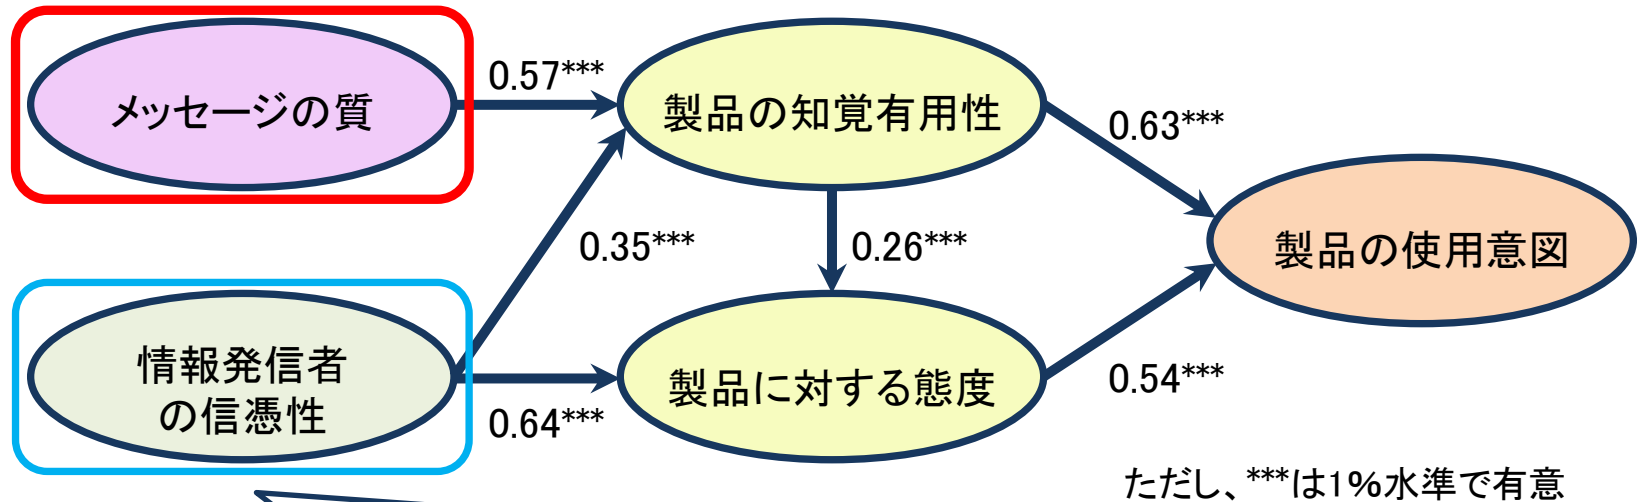 メッセージの質
0.57***
製品の知覚有用性
0.63***
0.35***
0.26***
製品の使用意図
情報発信者
の信憑性
0.64***
製品に対する態度
0.54***
ただし、***は1%水準で有意